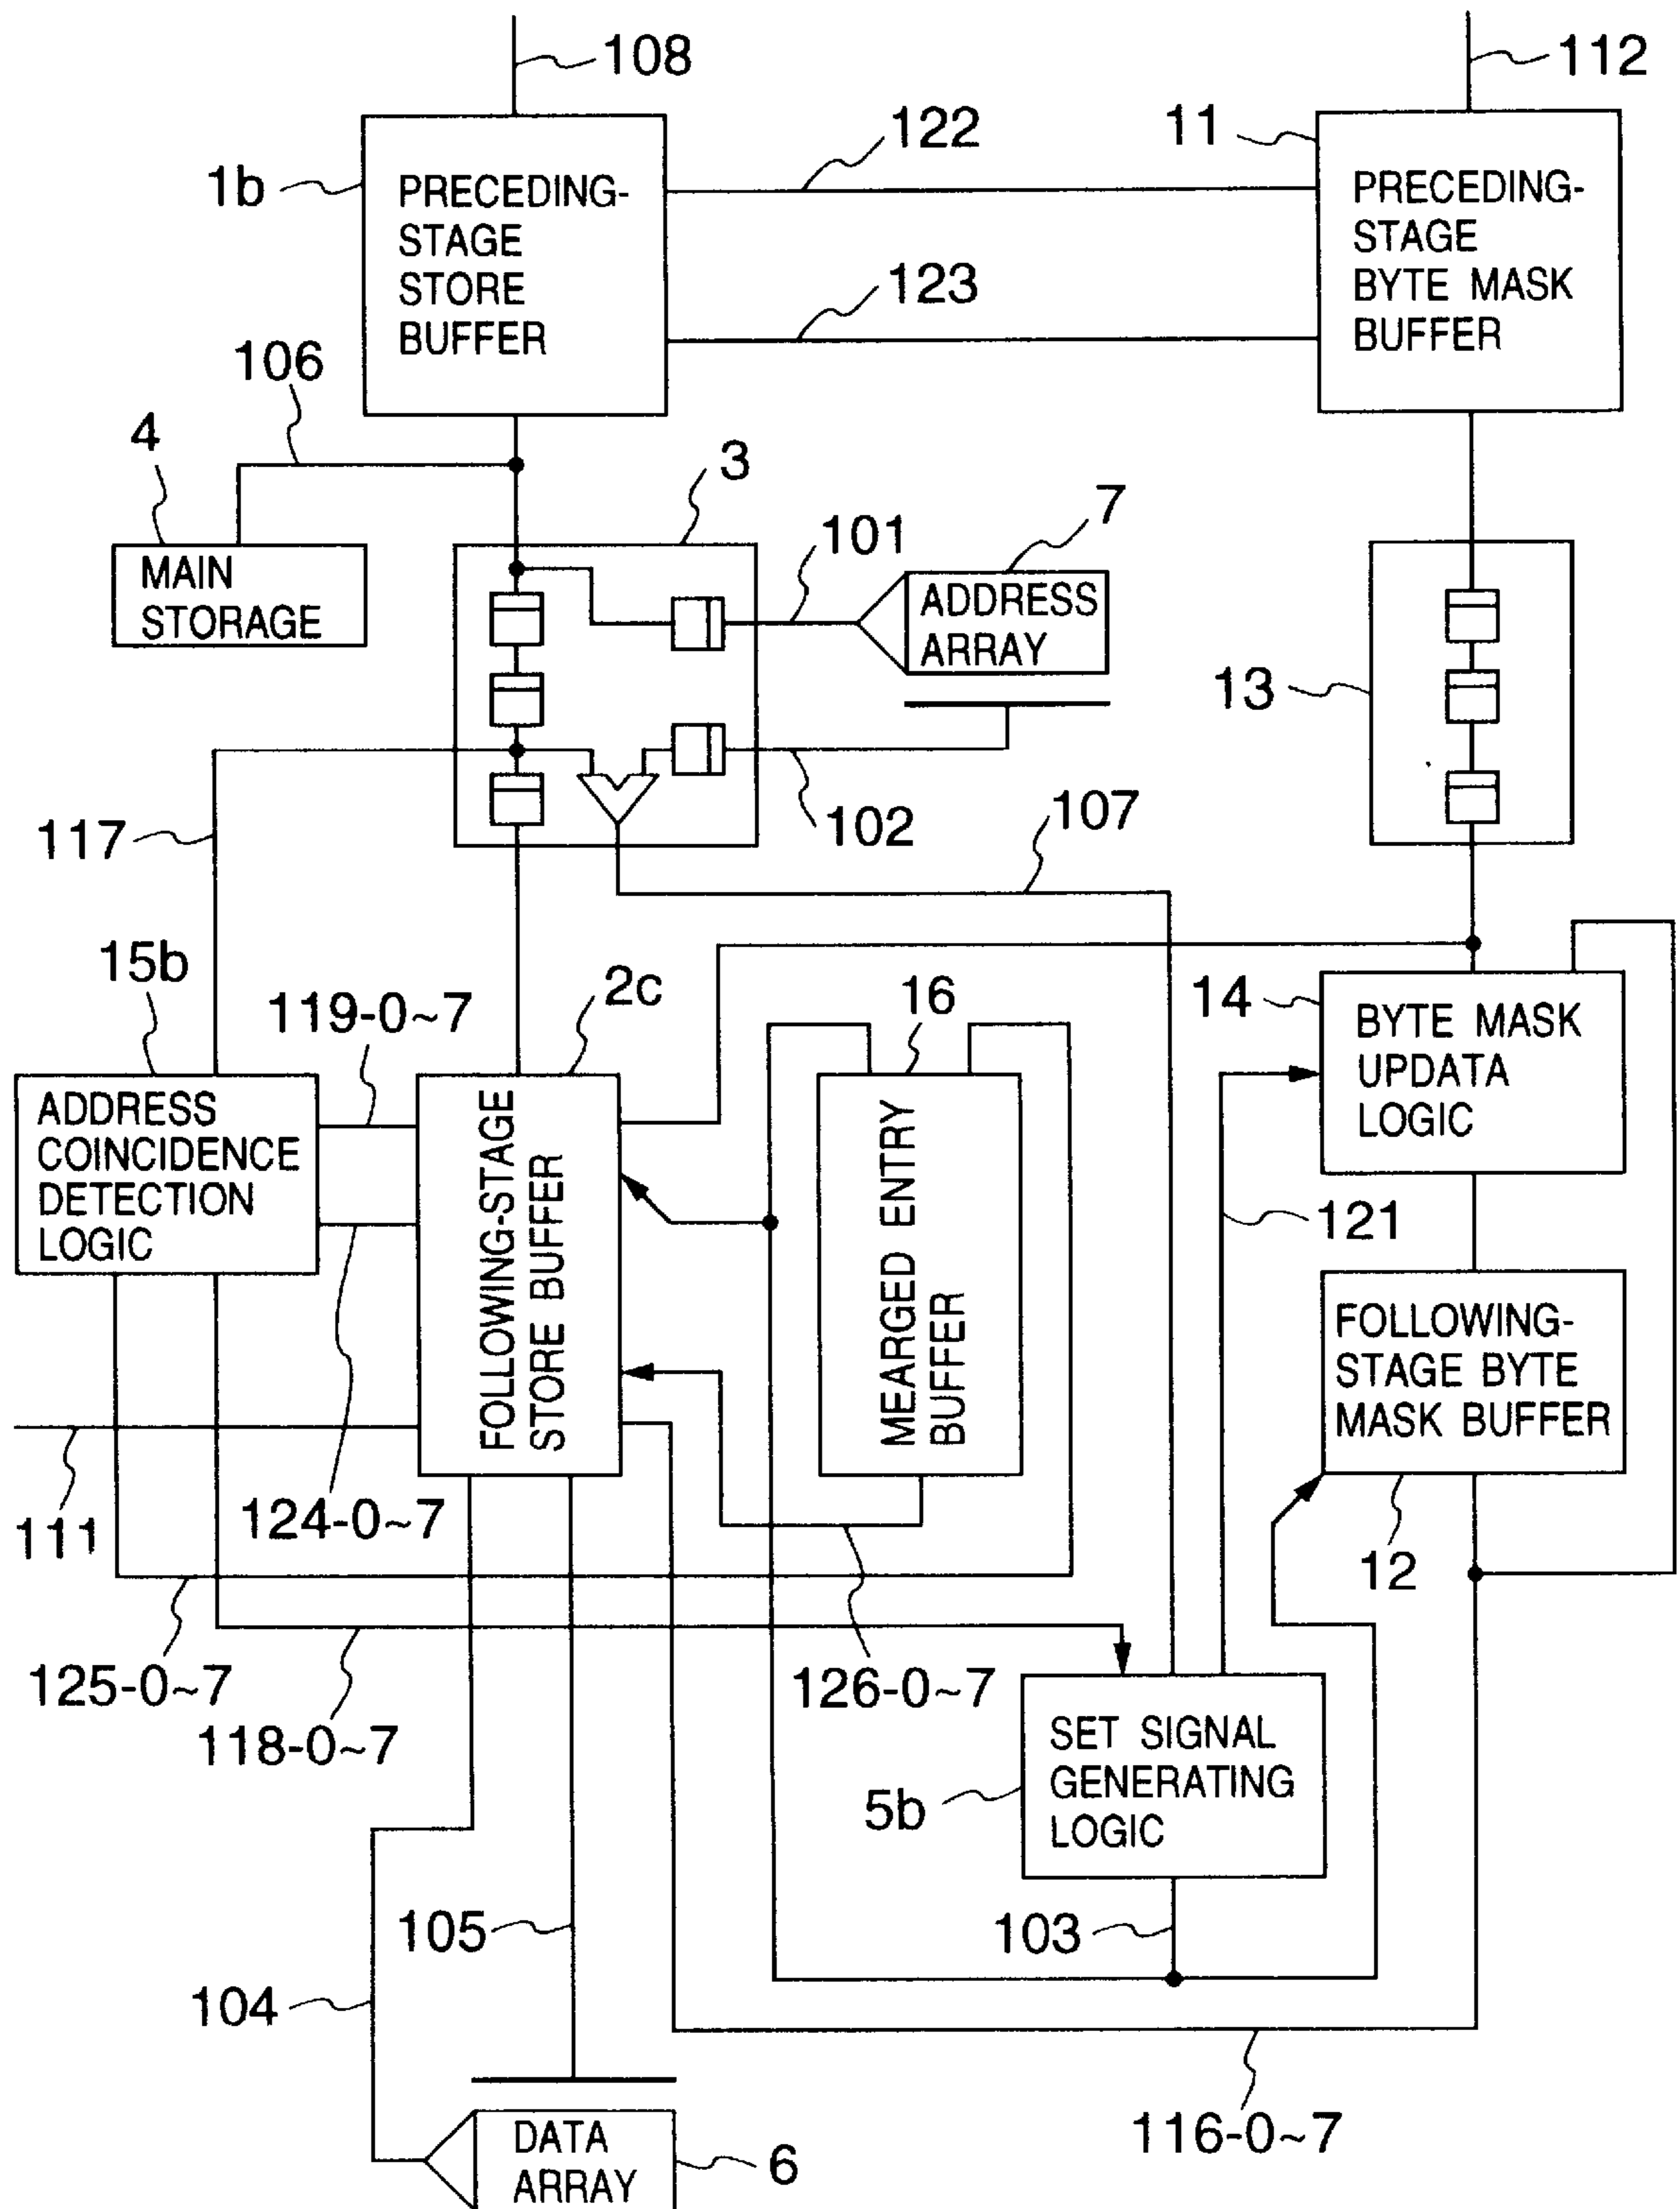 108
112
122
11
1b
PRECEDING-
STAGE
STORE
BUFFER
PRECEDING-
STAGE
BYTE MASK
BUFFER
123
106
4
3
7
101
MAIN
STORAGE
ADDRESS
ARRAY
13
117
102
107
15b
2c
16
14
119-0~7
BYTE MASK
UPDATA
LOGIC
ADDRESS
COINCIDENCE
DETECTION
LOGIC
FOLLOWING-STAGE
STORE BUFFER
MEARGED ENTRY
BUFFER
121
FOLLOWING-
STAGE BYTE
MASK BUFFER
111
124-0~7
12
125-0~7
126-0~7
118-0~7
SET SIGNAL
GENERATING
LOGIC
5b
105
103
104
116-0~7
DATA
ARRAY
6